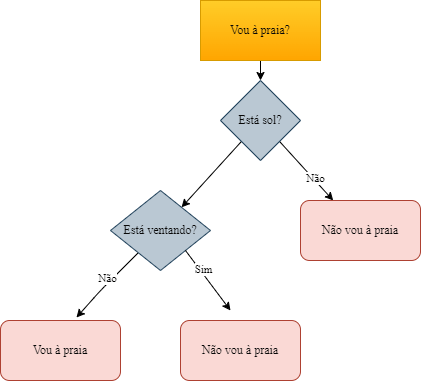 Vou à praia?
Está sol?
Não
Não vou à praia
Está ventando?
Não
Sim
Vou à praia
Não vou à praia